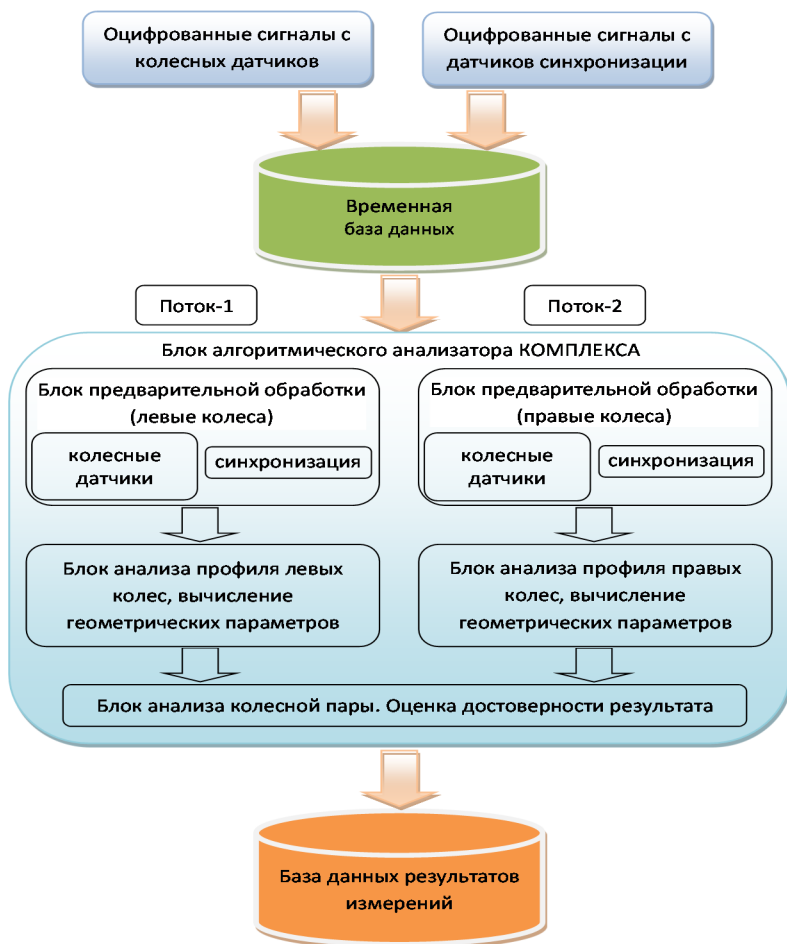 Оцифрованные сигналы с
колесных датчиков
Оцифрованные сигналы с
датчиков синхронизации
Временная
база данных
Поток-1
Поток-2
Блок алгоритмического анализатора КОМПЛЕКСА
Блок предварительной обработки
(левые колеса)
колесные
датчики
синхронизация
Блок предварительной обработки
(правые колеса)
колесные
датчики
синхронизация
Блок анализа профиля левых
колес, вычисление
геометрических параметров
Блок анализа профиля правых
колес, вычисление
геометрических параметров
Блок анализа колесной пары. Оценка достоверности результата
База данных результатов
измерений